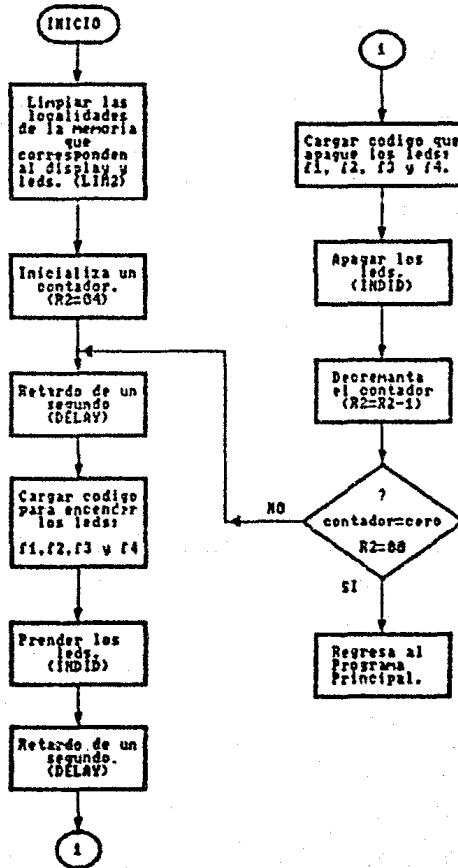 INICIO
Limpiar las
localidades
de la memoria
que
corresponden
al display y
leds. (LIM2)
Inicializa un
contador.
(R2=04)
Retardo de un
segundo
(DELAY)
Cargar codigo
para encender
los leds:
f1,f2,f3 y f4
Prender los
leds.
(INDID)
Retardo de un
segundo.
(DELAY)
1
1
Cargar codigo que
apague los leds:
f1, f2, f3 y f4.
Apagar los
leds.
(INDID)
Decremanta
el contador
(R2=R2-1)
?
contador=cero
R2=00
NO
SI
Regresa al
Programa
Principal.